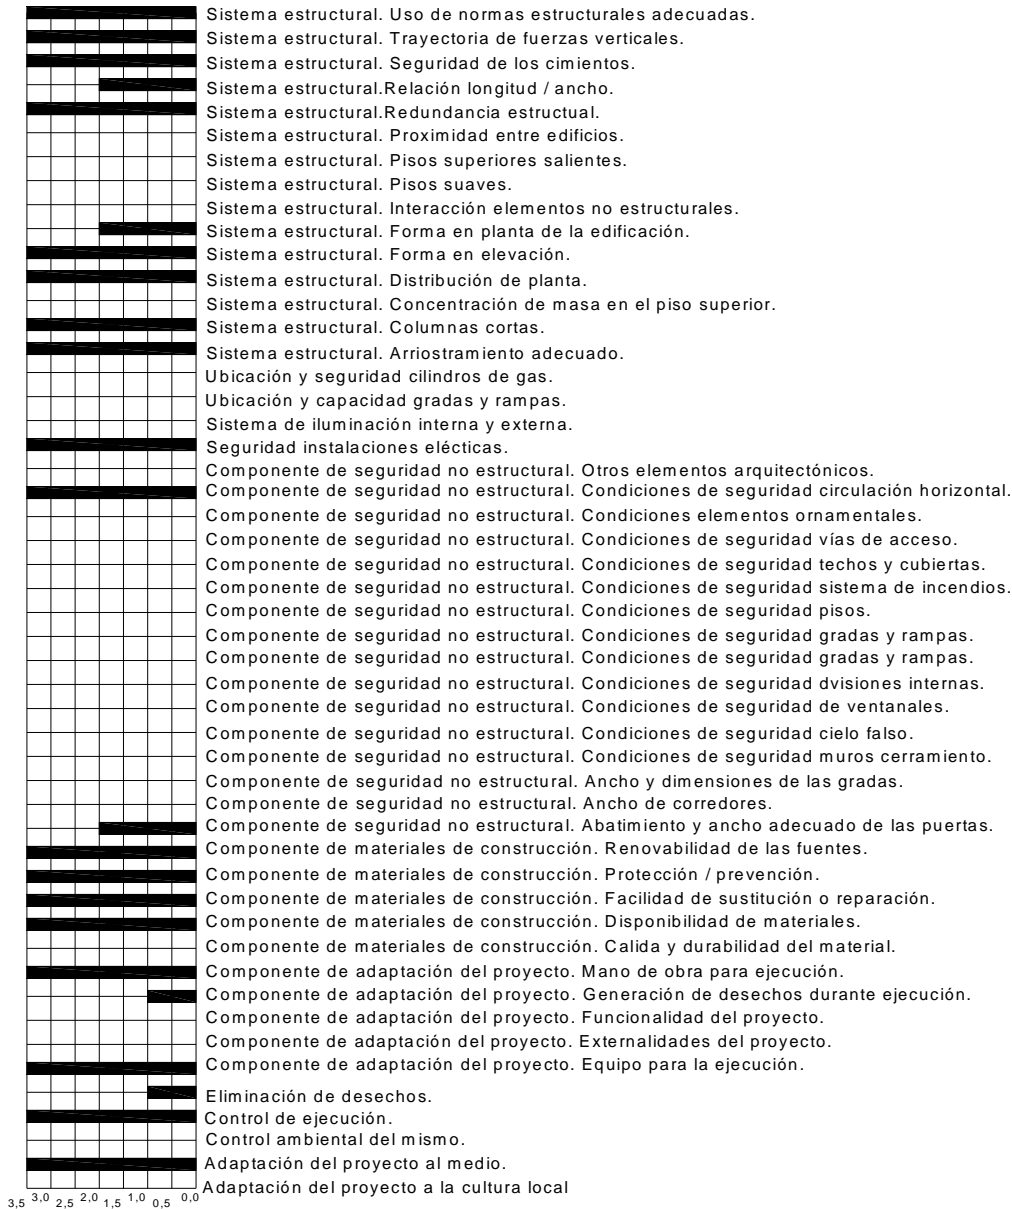 Sistema estructural. Uso de normas estructurales adecuadas.
Sistema estructural. Trayectoria de fuerzas verticales.
Sistema estructural. Seguridad de los cimientos.
Sistema estructural.Relación longitud / ancho.
Sistema estructural.Redundancia estructual.
Sistema estructural. Proximidad entre edificios.
Sistema estructural. Pisos superiores salientes.
Sistema estructural. Pisos suaves.
Sistema estructural. Interacción elementos no estructurales.
Sistema estructural. Forma en planta de la edificación.
Sistema estructural. Forma en elevación.
Sistema estructural. Distribución de planta.
Sistema estructural. Concentración de masa en el piso superior.
Sistema estructural. Columnas cortas.
Sistema estructural. Arriostramiento adecuado.
Ubicación y seguridad cilindros de gas.
Ubicación y capacidad gradas y rampas.
Sistema de iluminación interna y externa.
Seguridad instalaciones elécticas.
Componente de seguridad no estructural. Otros elementos arquitectónicos.
Componente de seguridad no estructural. Condiciones de seguridad circulación horizontal.
Componente de seguridad no estructural. Condiciones elementos ornamentales.
Componente de seguridad no estructural. Condiciones de seguridad vías de acceso.
Componente de seguridad no estructural. Condiciones de seguridad techos y cubiertas.
Componente de seguridad no estructural. Condiciones de seguridad sistema de incendios.
Componente de seguridad no estructural. Condiciones de seguridad pisos.
Componente de seguridad no estructural. Condiciones de seguridad gradas y rampas.
Componente de seguridad no estructural. Condiciones de seguridad gradas y rampas.
Componente de seguridad no estructural. Condiciones de seguridad dvisiones internas.
Componente de seguridad no estructural. Condiciones de seguridad de ventanales.
Componente de seguridad no estructural. Condiciones de seguridad cielo falso.
Componente de seguridad no estructural. Condiciones de seguridad muros cerramiento.
Componente de seguridad no estructural. Ancho y dimensiones de las gradas.
Componente de seguridad no estructural. Ancho de corredores.
Componente de seguridad no estructural. Abatimiento y ancho adecuado de las puertas.
Componente de materiales de construcción. Renovabilidad de las fuentes.
Componente de materiales de construcción. Protección / prevención.
Componente de materiales de construcción. Facilidad de sustitución o reparación.
Componente de materiales de construcción. Disponibilidad de materiales.
Componente de materiales de construcción. Calida y durabilidad del material.
Componente de adaptación del proyecto. Mano de obra para ejecución.
Componente de adaptación del proyecto. Generación de desechos durante ejecución.
Componente de adaptación del proyecto. Funcionalidad del proyecto.
Componente de adaptación del proyecto. Externalidades del proyecto.
Componente de adaptación del proyecto. Equipo para la ejecución.
Eliminación de desechos.
Control de ejecución.
Control ambiental del mismo.
Adaptación del proyecto al medio.
Adaptación del proyecto a la cultura local
3,5 3,0 2,5 2,0 1,5 1,0 0,5 0,0